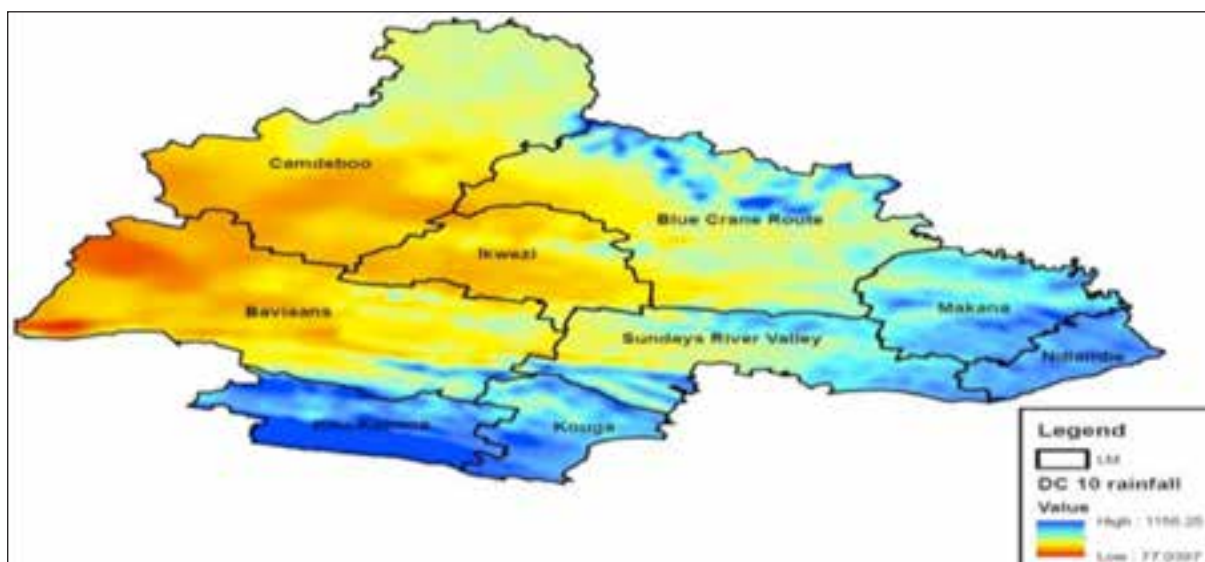 Camdeboo
Blue Crane Route
Ikwezi
Makana
Baviaans
Sundays River Valley
Ndlambe
Kouga
Legend
LM
DC 10 rainfall
Value
High : 1156.25
Low : 77.9397